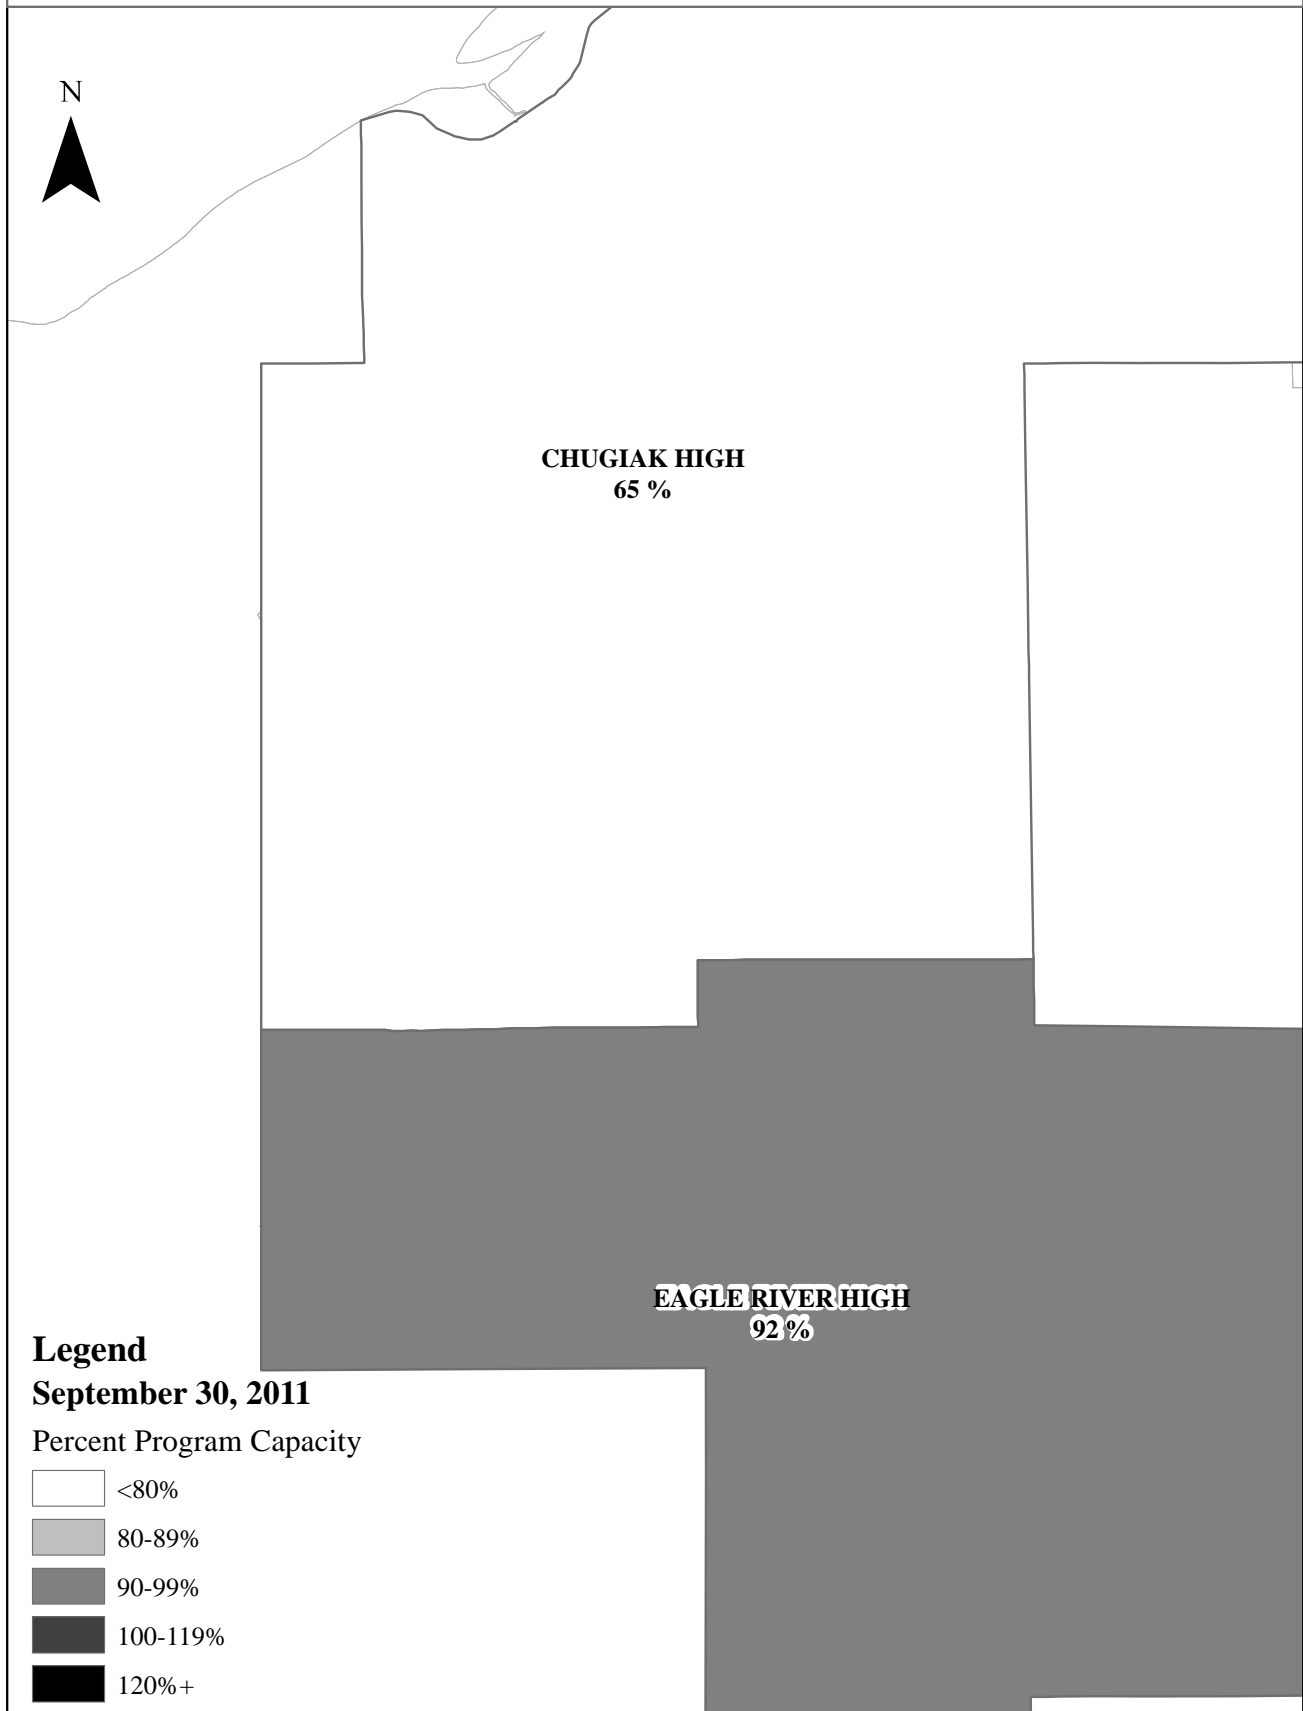 N
CHUGIAK HIGH
65 %
EAGLE RIVER HIGH
92 %
Legend
September 30, 2011
Percent Program Capacity
<80%
80-89%
90-99%
100-119%
120%+